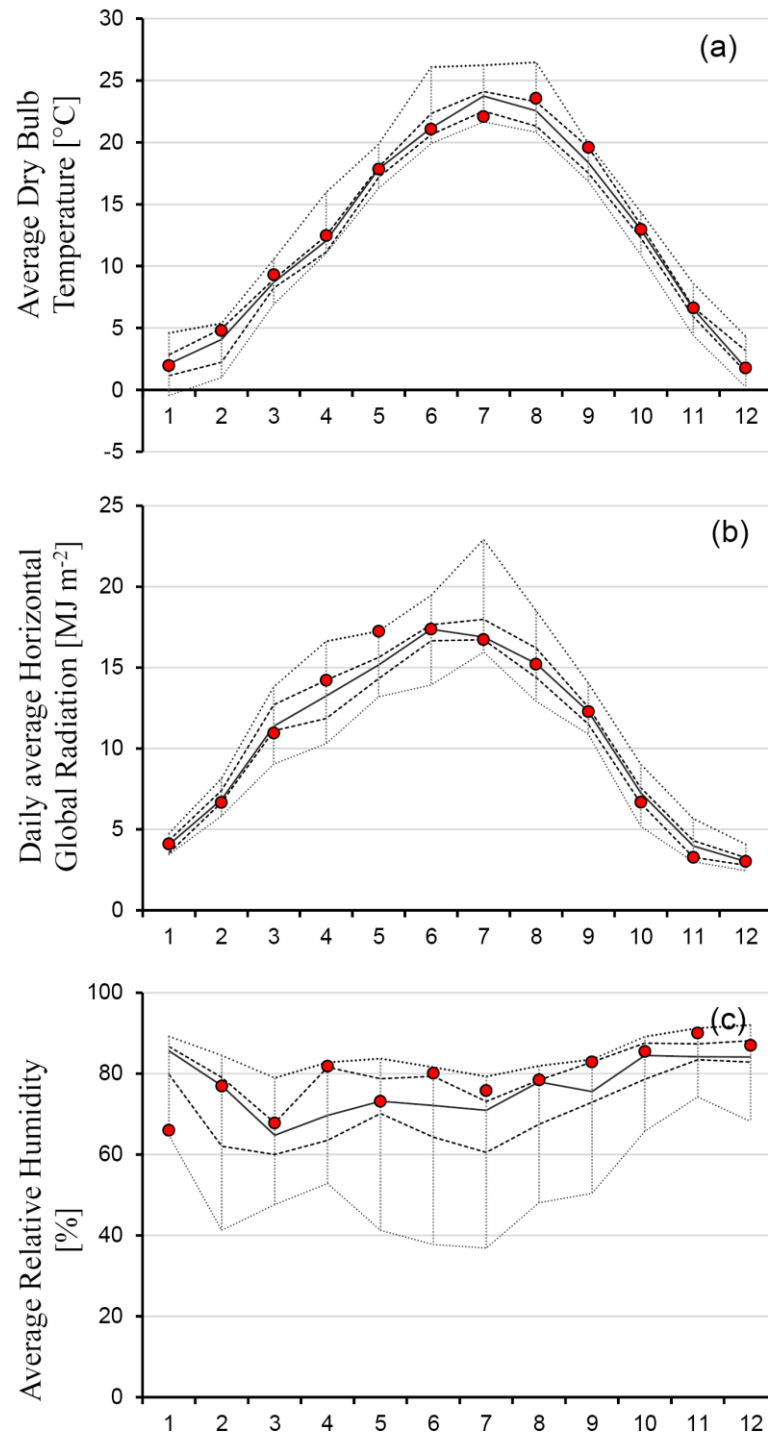 (a)
Average Dry Bulb
Temperature [°C]
30
25
20
15
10
5
0
-5
1 2 3 4 5 6 7 8 9 10 11 12
(b)
Daily average Horizontal
Global Radiation [MJ m⁻²]
25
20
15
10
5
0
1 2 3 4 5 6 7 8 9 10 11 12
(c)
Average Relative Humidity
[%]
100
80
60
40
20
0
1 2 3 4 5 6 7 8 9 10 11 12